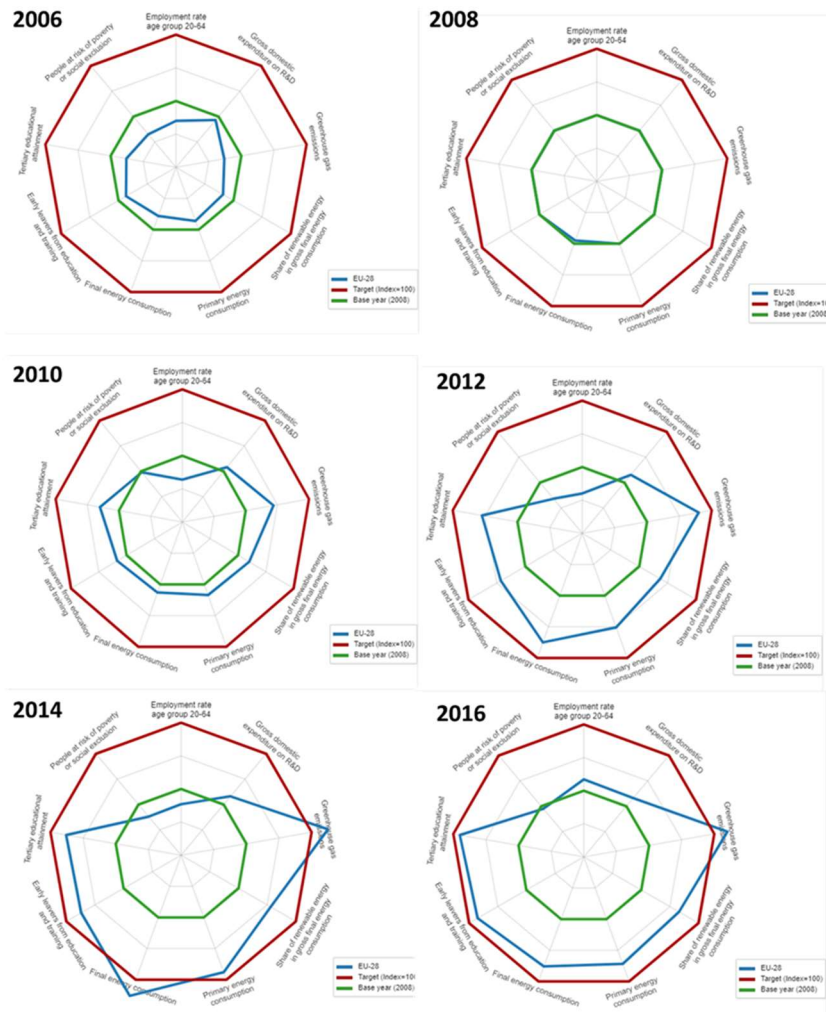 2006
Employment rate
age group 20-64
Gross domestic
expenditure on R&D
Greenhouse gas
emissions
Share of renewable energy
in gross final energy
consumption
Primary energy
consumption
Final energy consumption
Early leavers from education
and training
Tertiary educational
attainment
People at risk of poverty
or social exclusion
EU-28
Target (Index=100)
Base year (2008)
2008
Employment rate
age group 20-64
Gross domestic
expenditure on R&D
Greenhouse gas
emissions
Share of renewable energy
in gross final energy
consumption
Primary energy
consumption
Final energy consumption
Early leavers from education
and training
Tertiary educational
attainment
People at risk of poverty
or social exclusion
EU-28
Target (Index=10
Base year (2008
2010
Employment rate
age group 20-64
Gross domestic
expenditure on R&D
Greenhouse gas
emissions
Share of renewable energy
in gross final energy
consumption
Primary energy
consumption
Final energy consumption
Early leavers from education
and training
Tertiary educational
attainment
People at risk of poverty
or social exclusion
EU-28
Target (Index=100)
Base year (2008)
2012
Employment rate
age group 20-64
Gross domestic
expenditure on R&D
Greenhouse gas
emissions
Share of renewable energy
in gross final energy
consumption
Primary energy
consumption
Final energy consumption
Early leavers from education
and training
Tertiary educational
attainment
People at risk of poverty
or social exclusion
EU-28
Target (Index=100)
Base year (2008)
2014
Employment rate
age group 20-64
Gross domestic
expenditure on R&D
Greenhouse gas
emissions
Share of renewable energy
in gross final energy
consumption
Primary energy
consumption
Final energy consumption
Early leavers from education
and training
Tertiary educational
attainment
People at risk of poverty
or social exclusion
EU-28
Target (Index=100
Base year (2008)
2016
Employment rate
age group 20-64
Gross domestic
expenditure on R&D
Greenhouse gas
emissions
Share of renewable energy
in gross final energy
consumption
Primary energy
consumption
Final energy consumption
Early leavers from education
and training
Tertiary educational
attainment
People at risk of poverty
or social exclusion
EU-28
Target (Index=100)
Base year (2008)